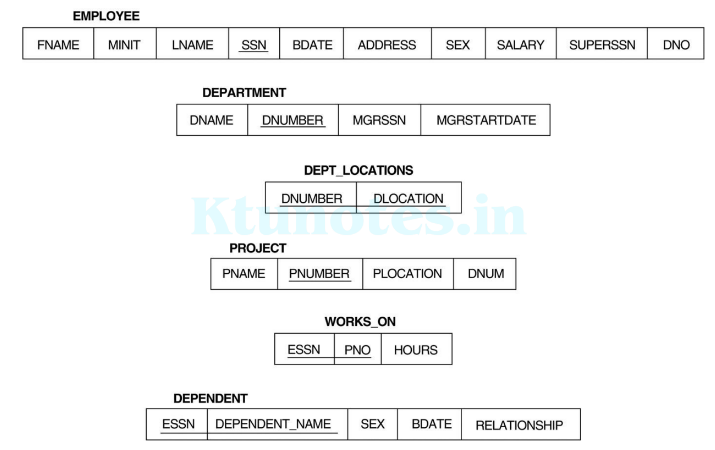 EMPLOYEE
FNAME MINIT LNAME SSN BDATE ADDRESS SEX SALARY SUPERSSN DNO
DEPARTMENT
DNAME DNUMBER MGRSSN MGRSTARTDATE
DEPT_LOCATIONS
DNUMBER DLOCATION
Ktunotes.in
PROJECT
PNAME PNUMBER PLOCATION DNUM
WORKS_ON
ESSN PNO HOURS
DEPENDENT
ESSN DEPENDENT_NAME SEX BDATE RELATIONSHIP